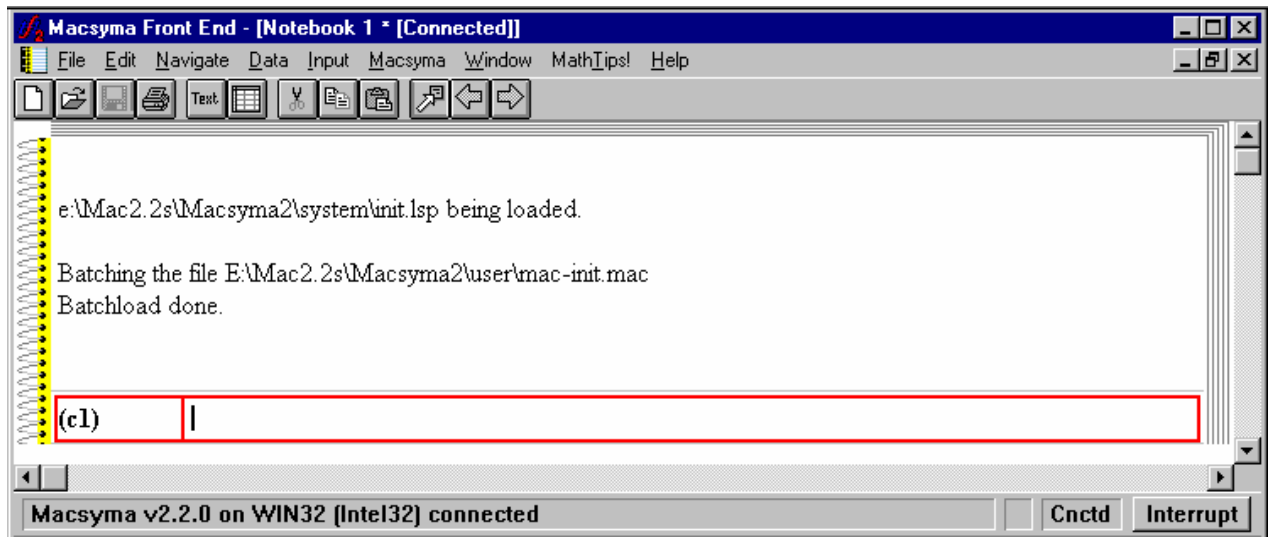 Macsyma Front End - [Notebook 1 * [Connected]]
File Edit Navigate Data Input Macsyma Window MathTips! Help
Text
e:\Mac2.2s\Macsyma2\system\init.lsp being loaded.
Batching the file E:\Mac2.2s\Macsyma2\user\mac-init.mac
Batchload done.
(c1)
Macsyma v2.2.0 on WIN32 (Intel32) connected Cnctd Interrupt